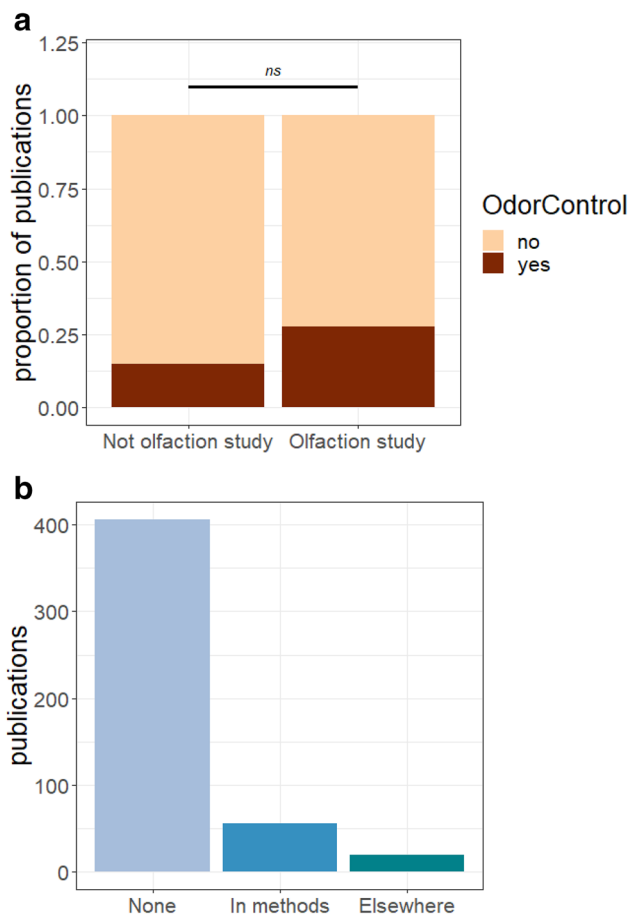 a
1.25
1.00
0.75
0.50
0.25
0.00
proportion of publications
ns
Not olfaction study
Olfaction study
OdorControl
no
yes
b
400
300
200
100
0
publications
None
In methods
Elsewhere